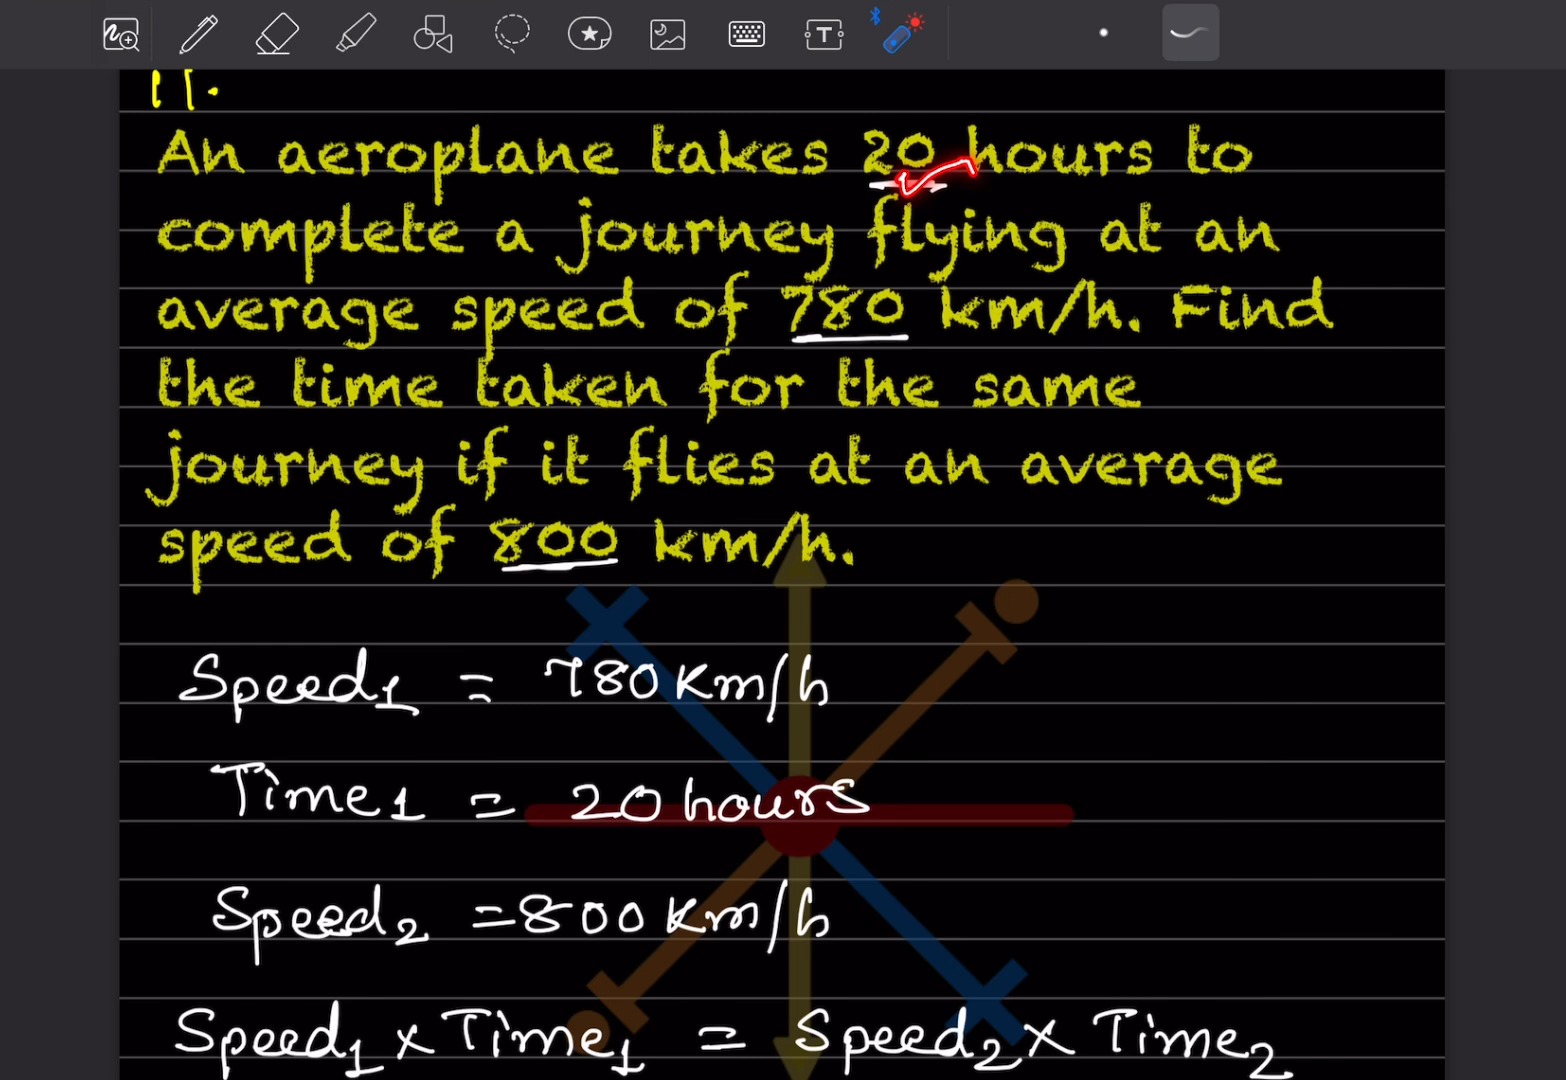 11.
An aeroplane takes 20 hours to
complete a journey flying at an
average speed of 780 km/h. Find
the time taken for the same
journey if it flies at an average
speed of 800 km/h.
Speed1 = 780 Km/h
Time1 = 20 hours
Speed2 = 800 Km/h
Speed1 x Time1 = Speed2 x Time2